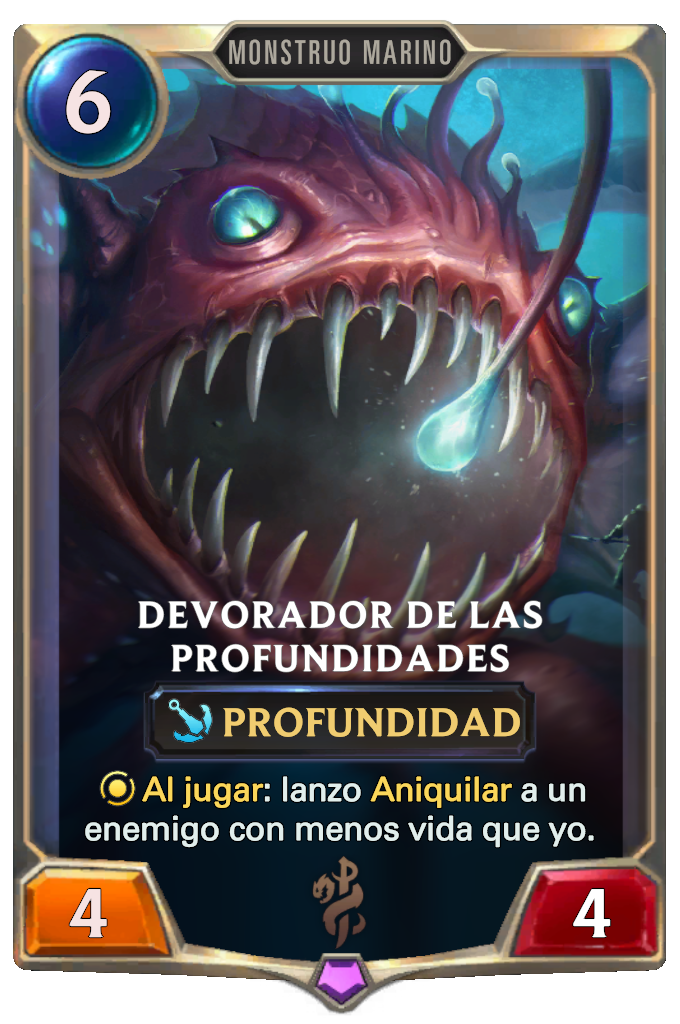 MONSTRUO MARINO
6
DEVORADOR DE LAS
PROFUNDIDADES
PROFUNDIDAD
Al jugar: lanzo Aniquilar a un
enemigo con menos vida que yo.
4
4